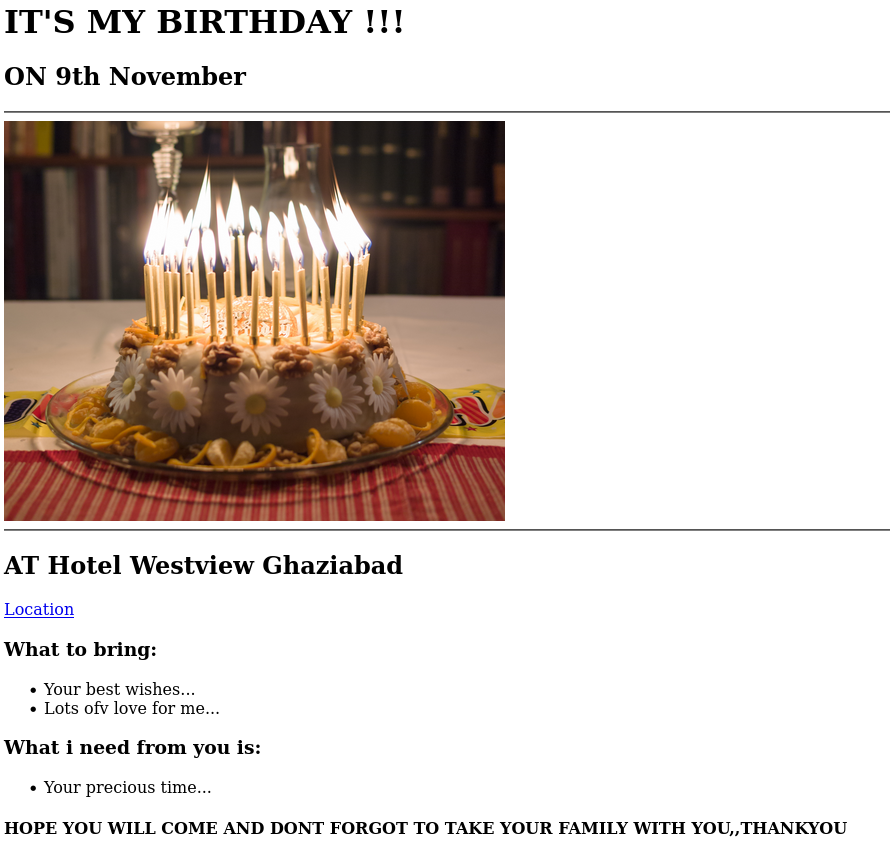 IT'S MY BIRTHDAY !!!
ON 9th November
AT Hotel Westview Ghaziabad
Location
What to bring:
• Your best wishes...
• Lots ofv love for me...
What i need from you is:
• Your precious time...
HOPE YOU WILL COME AND DONT FORGOT TO TAKE YOUR FAMILY WITH YOU,,THANKYOU